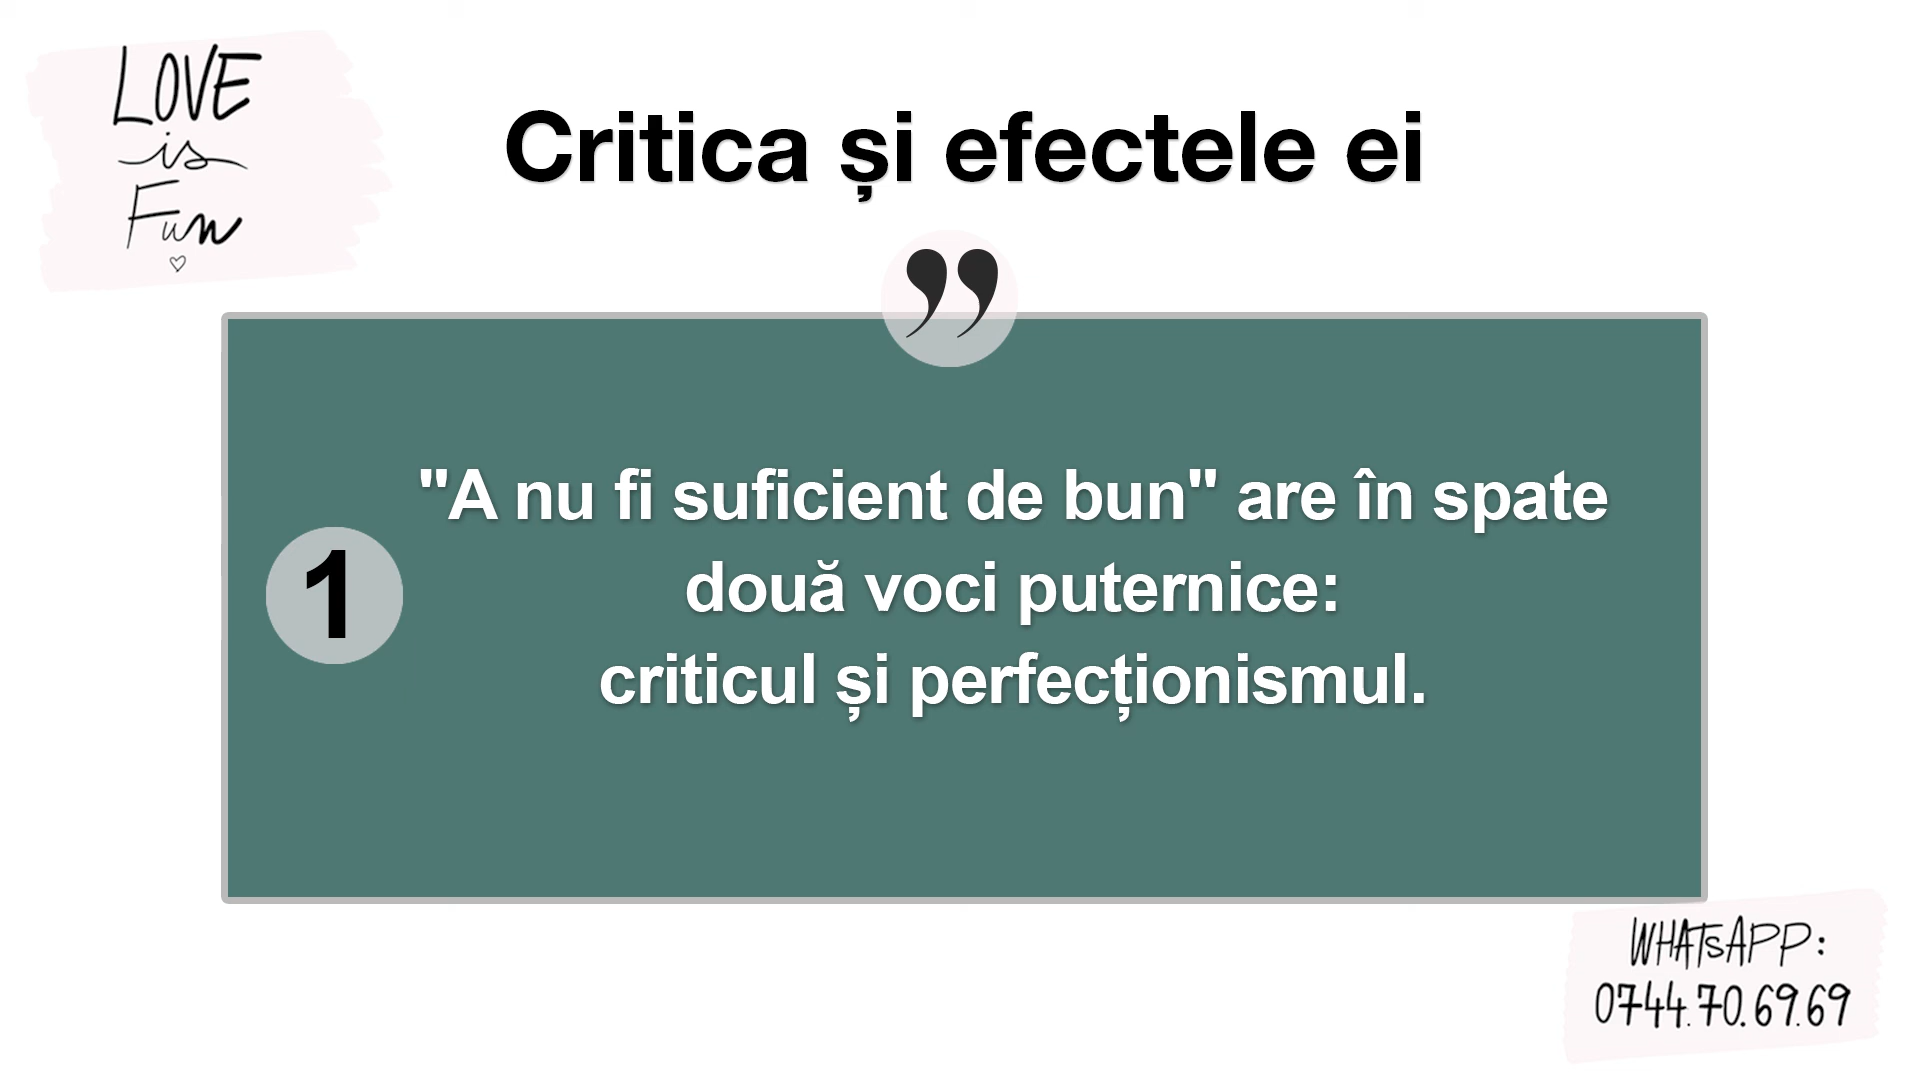 LOVE
is
Fun
Critica și efectele ei
”
1
"A nu fi suficient de bun" are în spate
două voci puternice:
criticul și perfecționismul.
WHATSAPP:
0744.70.69.69